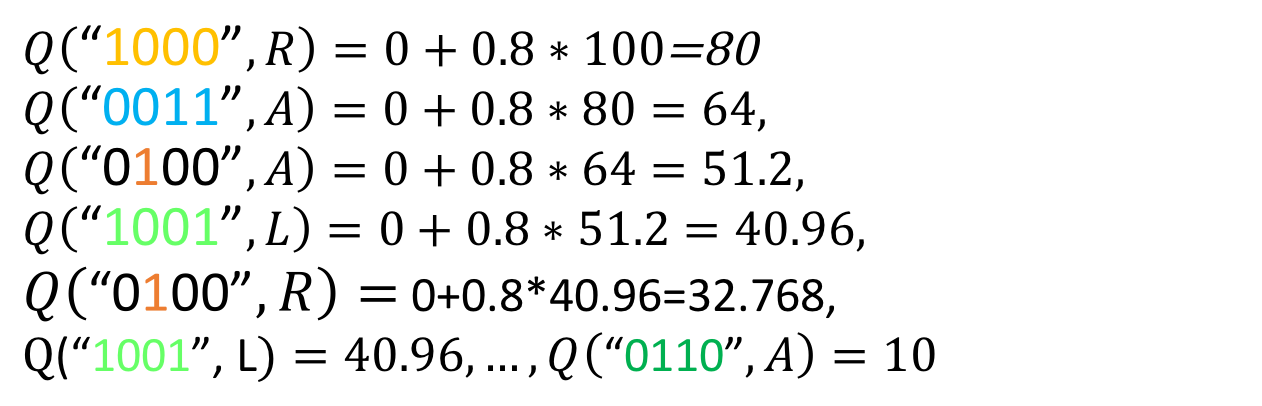 Q(“1000”, R) = 0 + 0.8 * 100=80
Q(“0011”, A) = 0 + 0.8 * 80 = 64,
Q(“0100”, A) = 0 + 0.8 * 64 = 51.2,
Q(“1001”, L) = 0 + 0.8 * 51.2 = 40.96,
Q(“0100”, R) = 0+0.8*40.96=32.768,
Q(“1001”, L) = 40.96, … , Q(“0110”, A) = 10